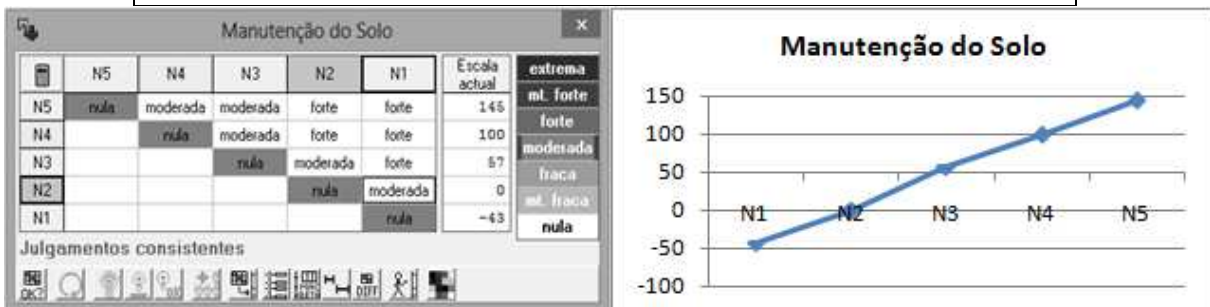 Manutenção do Solo
N5 N4 N3 N2 N1 Escala actual
N5 nula moderada moderada forte forte 145
N4 nula moderada forte forte 100
N3 nula moderada forte 57
N2 nula moderada 0
N1 nula -43
extrema
mt. forte
forte
moderada
fraca
mt. fraca
nula
Julgamentos consistentes
OK?
DIFF
Manutenção do Solo
150
100
50
0
-50
-100
N1 N2 N3 N4 N5